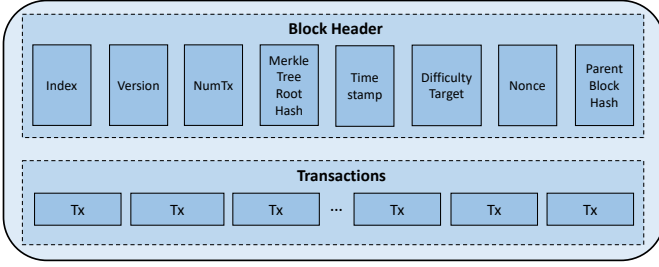 Block Header
Index
Version
NumTx
Merkle
Tree
Root
Hash
Time
stamp
Difficulty
Target
Nonce
Parent
Block
Hash
Transactions
Tx
Tx
Tx
...
Tx
Tx
Tx